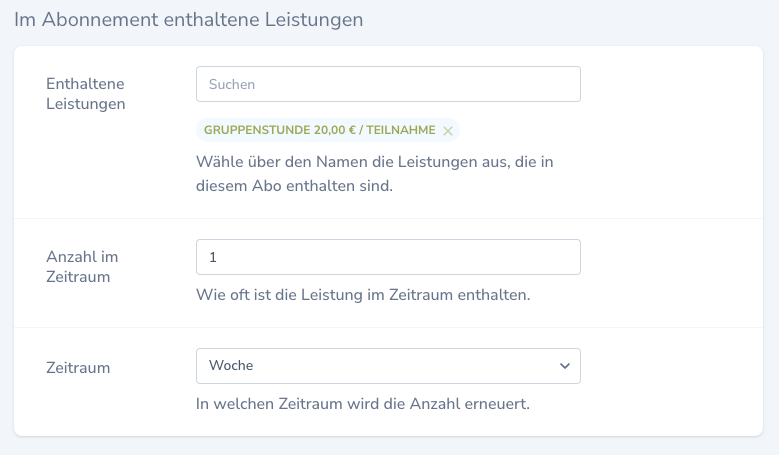 Im Abonnement enthaltene Leistungen
Enthaltene
Leistungen
Suchen
GRUPPENSTUNDE 20,00 € / TEILNAHME
Wähle über den Namen die Leistungen aus, die in
diesem Abo enthalten sind.
Anzahl im
Zeitraum
1
Wie oft ist die Leistung im Zeitraum enthalten.
Zeitraum
Woche
In welchen Zeitraum wird die Anzahl erneuert.